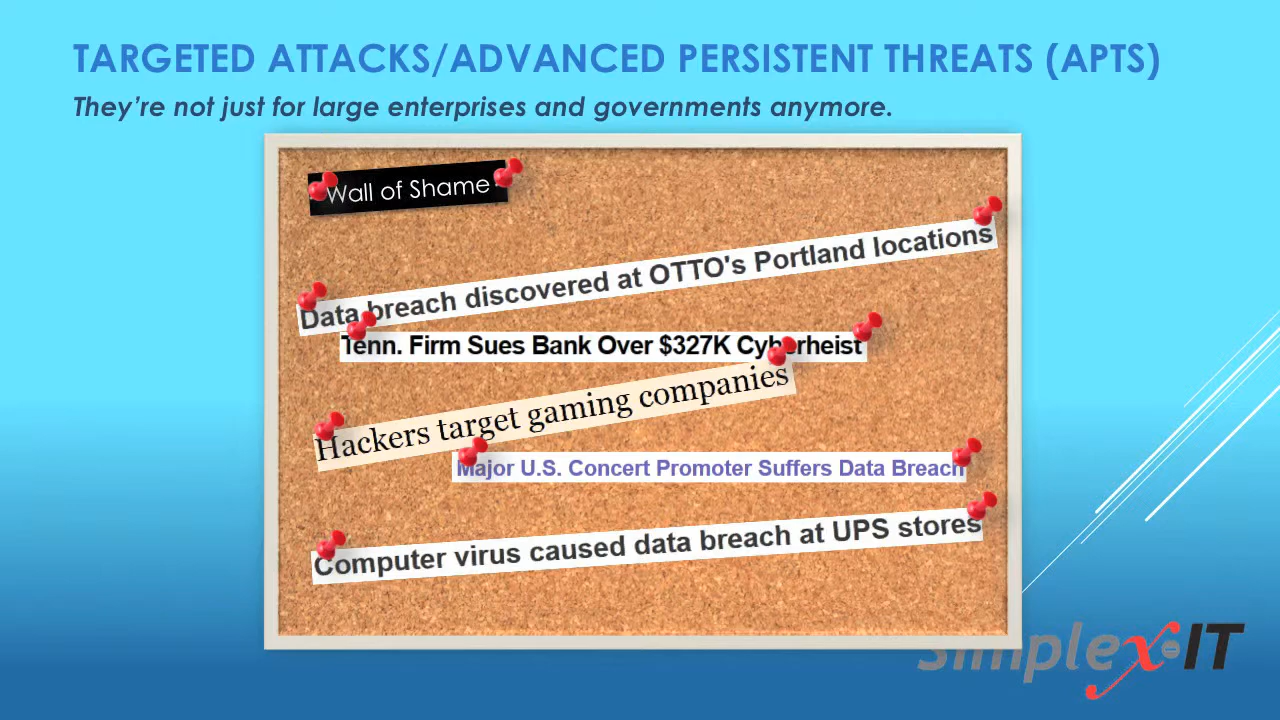 TARGETED ATTACKS/ADVANCED PERSISTENT THREATS (APTS)
They're not just for large enterprises and governments anymore.
Wall of Shame
Data breach discovered at OTTO's Portland locations
Tenn. Firm Sues Bank Over $327K Cyberheist
Hackers target gaming companies
Major U.S. Concert Promoter Suffers Data Breach
Computer virus caused data breach at UPS stores
Simplex-IT